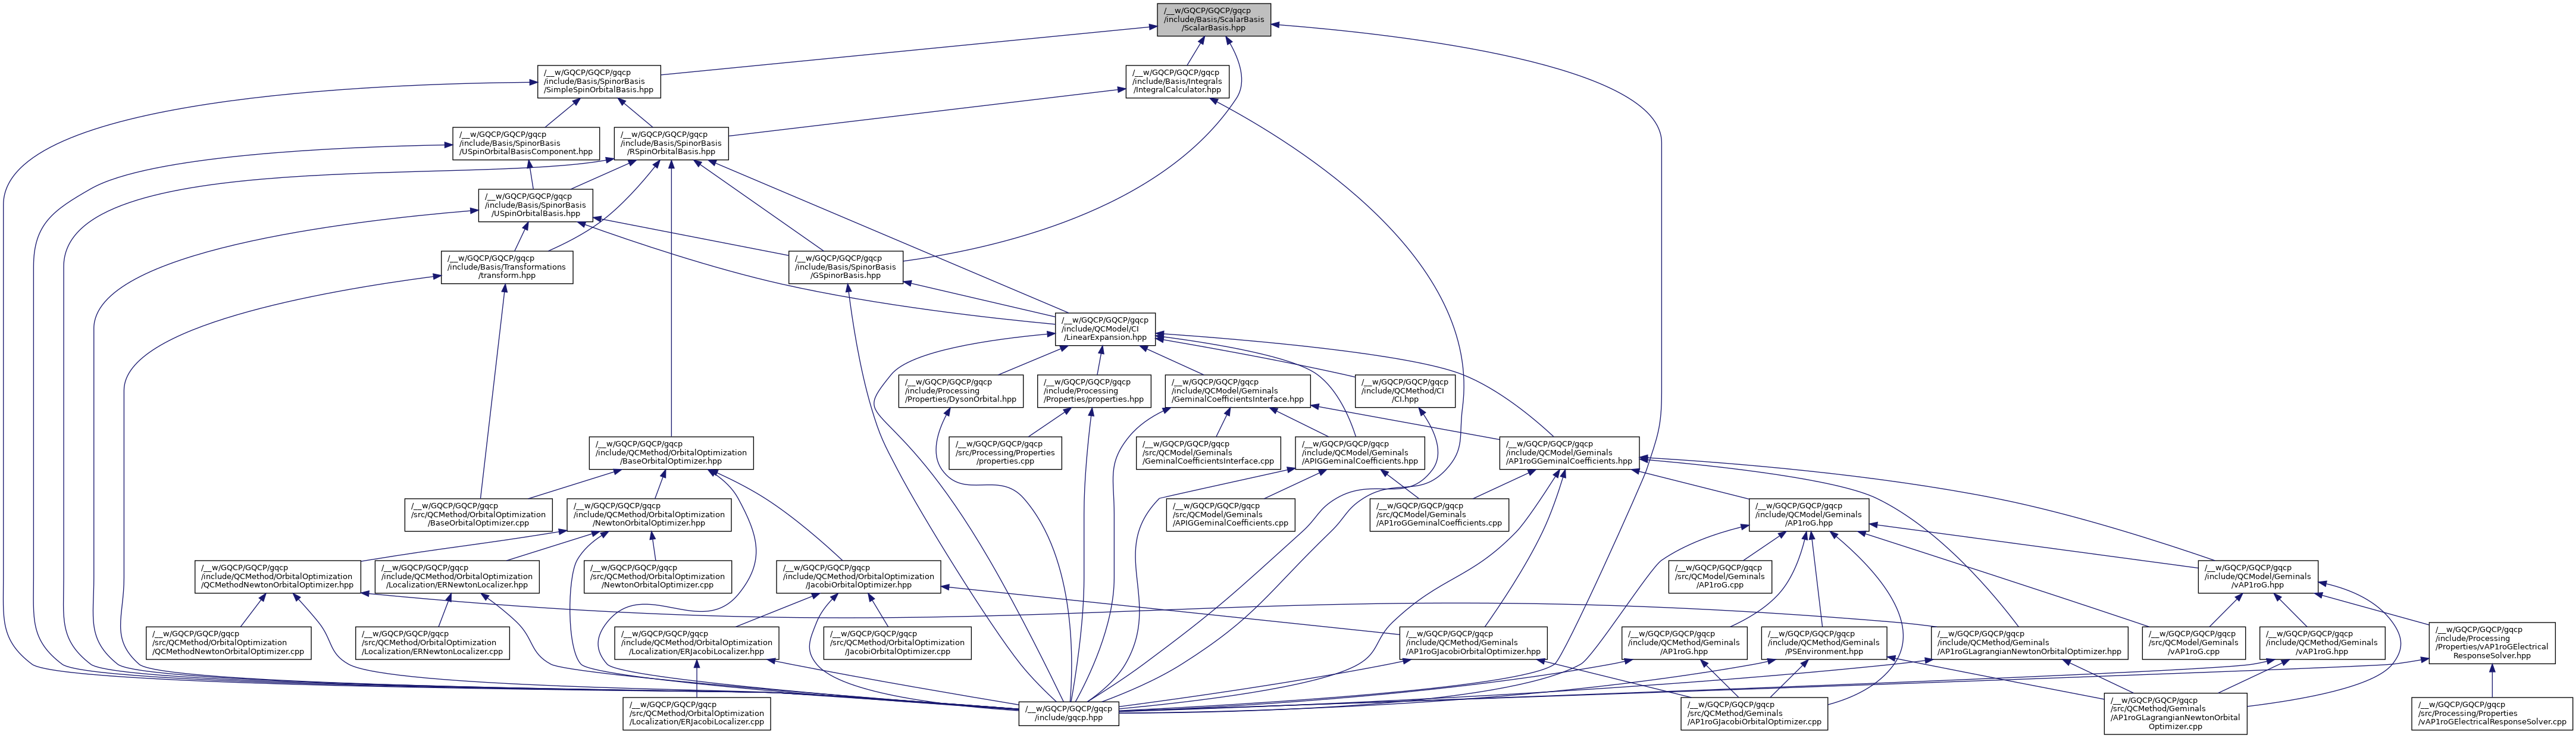 /__w/GQCP/GQCP/gqcp
/include/Basis/ScalarBasis
/ScalarBasis.hpp
/__w/GQCP/GQCP/gqcp
/include/Basis/SpinorBasis
/SimpleSpinOrbitalBasis.hpp
/__w/GQCP/GQCP/gqcp
/include/Basis/Integrals
/IntegralCalculator.hpp
/__w/GQCP/GQCP/gqcp
/include/Basis/SpinorBasis
/USpinOrbitalBasisComponent.hpp
/__w/GQCP/GQCP/gqcp
/include/Basis/SpinorBasis
/RSpinOrbitalBasis.hpp
/__w/GQCP/GQCP/gqcp
/include/Basis/SpinorBasis
/USpinOrbitalBasis.hpp
/__w/GQCP/GQCP/gqcp
/include/Basis/Transformations
/transform.hpp
/__w/GQCP/GQCP/gqcp
/include/Basis/SpinorBasis
/GSpinorBasis.hpp
/__w/GQCP/GQCP/gqcp
/include/QCModel/CI
/LinearExpansion.hpp
/__w/GQCP/GQCP/gqcp
/include/Processing
/Properties/DysonOrbital.hpp
/__w/GQCP/GQCP/gqcp
/include/Processing
/Properties/properties.hpp
/__w/GQCP/GQCP/gqcp
/include/QCModel/Geminals
/GeminalCoefficientsInterface.hpp
/__w/GQCP/GQCP/gqcp
/include/QCMethod/CI
/CI.hpp
/__w/GQCP/GQCP/gqcp
/include/QCMethod/OrbitalOptimization
/BaseOrbitalOptimizer.hpp
/__w/GQCP/GQCP/gqcp
/src/Processing/Properties
/properties.cpp
/__w/GQCP/GQCP/gqcp
/src/QCModel/Geminals
/GeminalCoefficientsInterface.cpp
/__w/GQCP/GQCP/gqcp
/include/QCModel/Geminals
/APIGGeminalCoefficients.hpp
/__w/GQCP/GQCP/gqcp
/include/QCModel/Geminals
/AP1roGGeminalCoefficients.hpp
/__w/GQCP/GQCP/gqcp
/src/QCMethod/OrbitalOptimization
/BaseOrbitalOptimizer.cpp
/__w/GQCP/GQCP/gqcp
/include/QCMethod/OrbitalOptimization
/NewtonOrbitalOptimizer.hpp
/__w/GQCP/GQCP/gqcp
/src/QCModel/Geminals
/APIGGeminalCoefficients.cpp
/__w/GQCP/GQCP/gqcp
/src/QCModel/Geminals
/AP1roGGeminalCoefficients.cpp
/__w/GQCP/GQCP/gqcp
/include/QCModel/Geminals
/AP1roG.hpp
/__w/GQCP/GQCP/gqcp
/include/QCMethod/OrbitalOptimization
/QCMethodNewtonOrbitalOptimizer.hpp
/__w/GQCP/GQCP/gqcp
/include/QCMethod/OrbitalOptimization
/Localization/ERNewtonLocalizer.hpp
/__w/GQCP/GQCP/gqcp
/src/QCMethod/OrbitalOptimization
/NewtonOrbitalOptimizer.cpp
/__w/GQCP/GQCP/gqcp
/include/QCMethod/OrbitalOptimization
/JacobiOrbitalOptimizer.hpp
/__w/GQCP/GQCP/gqcp
/src/QCModel/Geminals
/AP1roG.cpp
/__w/GQCP/GQCP/gqcp
/include/QCModel/Geminals
/vAP1roG.hpp
/__w/GQCP/GQCP/gqcp
/src/QCMethod/OrbitalOptimization
/QCMethodNewtonOrbitalOptimizer.cpp
/__w/GQCP/GQCP/gqcp
/src/QCMethod/OrbitalOptimization
/Localization/ERNewtonLocalizer.cpp
/__w/GQCP/GQCP/gqcp
/include/QCMethod/OrbitalOptimization
/Localization/ERJacobiLocalizer.hpp
/__w/GQCP/GQCP/gqcp
/src/QCMethod/OrbitalOptimization
/JacobiOrbitalOptimizer.cpp
/__w/GQCP/GQCP/gqcp
/include/QCMethod/Geminals
/AP1roGJacobiOrbitalOptimizer.hpp
/__w/GQCP/GQCP/gqcp
/include/QCMethod/Geminals
/AP1roG.hpp
/__w/GQCP/GQCP/gqcp
/include/QCMethod/Geminals
/PSEnvironment.hpp
/__w/GQCP/GQCP/gqcp
/include/QCMethod/Geminals
/AP1roGLagrangianNewtonOrbitalOptimizer.hpp
/__w/GQCP/GQCP/gqcp
/src/QCModel/Geminals
/vAP1roG.cpp
/__w/GQCP/GQCP/gqcp
/include/QCMethod/Geminals
/vAP1roG.hpp
/__w/GQCP/GQCP/gqcp
/include/Processing
/Properties/vAP1roGElectrical
ResponseSolver.hpp
/__w/GQCP/GQCP/gqcp
/src/QCMethod/OrbitalOptimization
/Localization/ERJacobiLocalizer.cpp
/__w/GQCP/GQCP/gqcp
/include/gqcp.hpp
/__w/GQCP/GQCP/gqcp
/src/QCMethod/Geminals
/AP1roGJacobiOrbitalOptimizer.cpp
/__w/GQCP/GQCP/gqcp
/src/QCMethod/Geminals
/AP1roGLagrangianNewtonOrbital
Optimizer.cpp
/__w/GQCP/GQCP/gqcp
/src/Processing/Properties
/vAP1roGElectricalResponseSolver.cpp